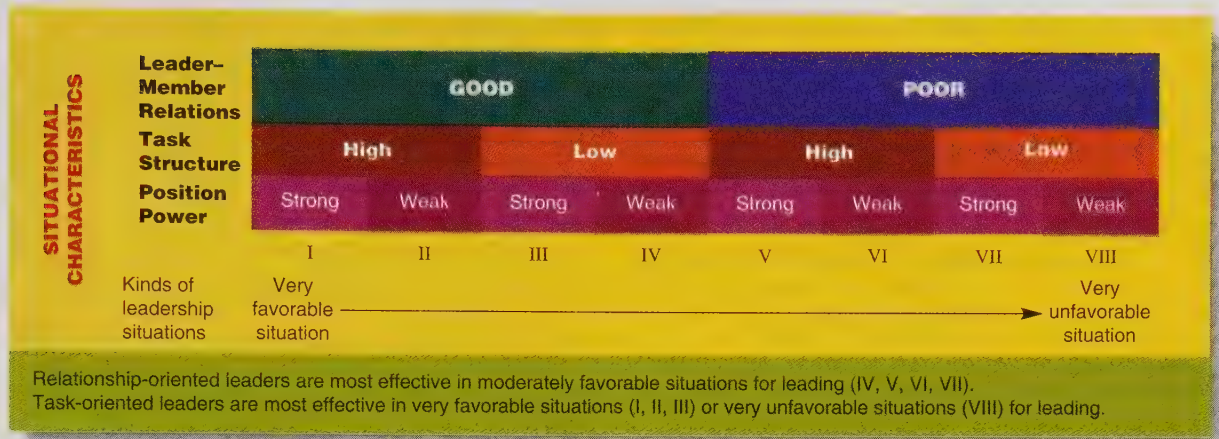 SITUATIONAL
CHARACTERISTICS
Leader–
Member
Relations
GOOD POOR
Task
Structure
High Low High Low
Position
Power
Strong Weak Strong Weak Strong Weak Strong Weak
I II III IV V VI VII VIII
Kinds of
leadership
situations
Very
favorable
situation
Very
unfavorable
situation
Relationship-oriented leaders are most effective in moderately favorable situations for leading (IV, V, VI, VII).
Task-oriented leaders are most effective in very favorable situations (I, II, III) or very unfavorable situations (VIII) for leading.